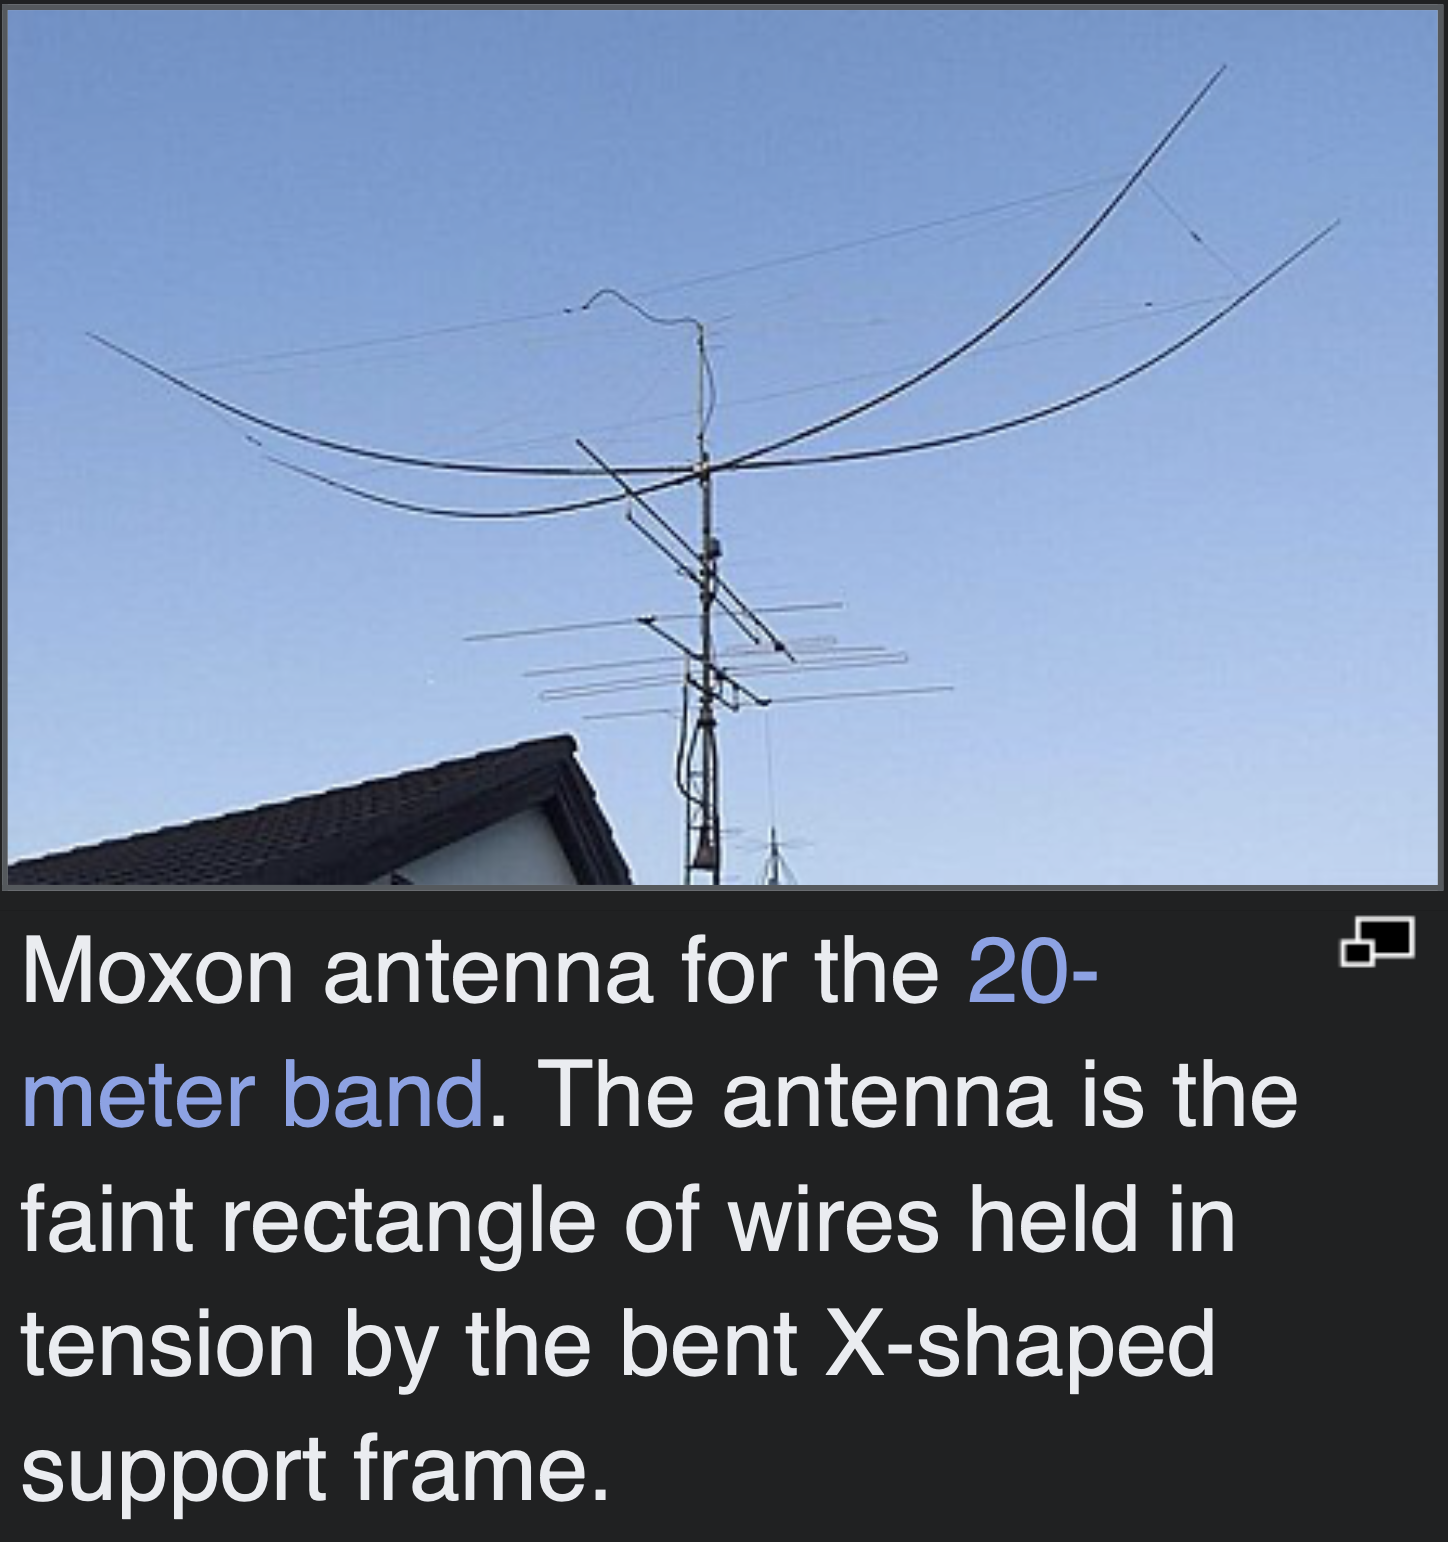 Moxon antenna for the 20-
meter band. The antenna is the
faint rectangle of wires held in
tension by the bent X-shaped
support frame.